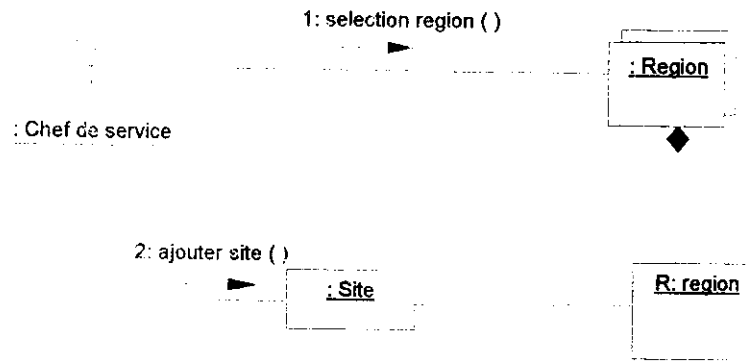 1: selection region ( )
: Region
: Chef de service
2: ajouter site ( )
: Site
R: region